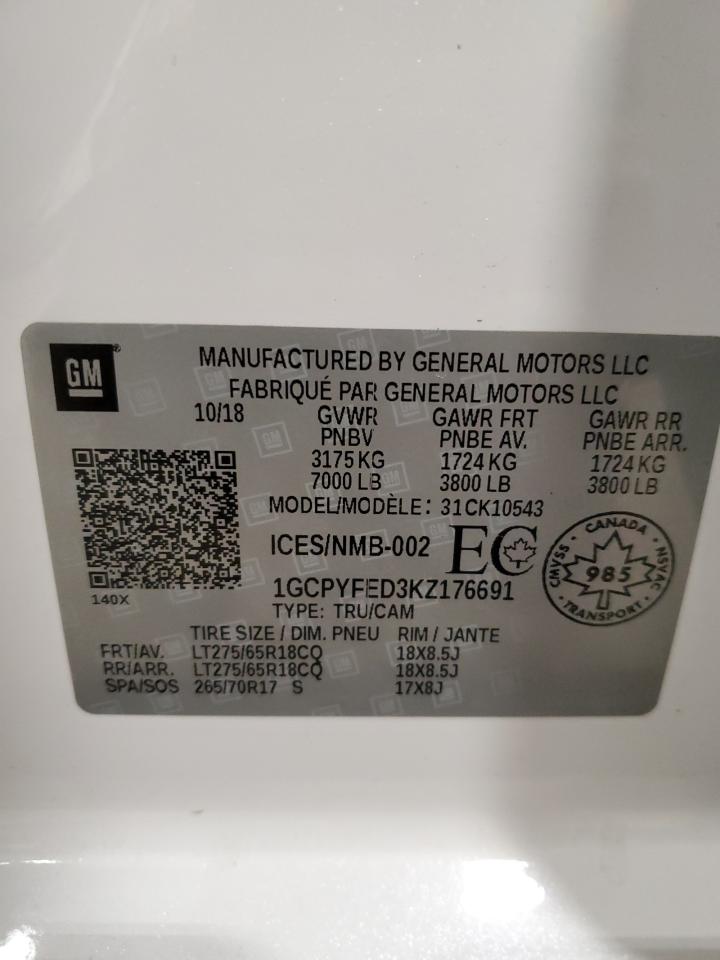 GM
MANUFACTURED BY GENERAL MOTORS LLC
FABRIQUÉ PAR GENERAL MOTORS LLC
10/18 GVWR GAWR FRT GAWR RR
PNBV PNBE AV. PNBE ARR.
3175 KG 1724 KG 1724 KG
7000 LB 3800 LB 3800 LB
MODEL/MODÈLE: 31CK10543
ICES/NMB-002 EC
CANADA
CMVSS 985 NSVAC
TRANSPORT
140X
1GCPYFED3KZ176691
TYPE: TRU/CAM
TIRE SIZE / DIM. PNEU RIM / JANTE
FRT/AV. LT275/65R18CQ 18X8.5J
RR/ARR. LT275/65R18CQ 18X8.5J
SPA/SOS 265/70R17 S 17X8J